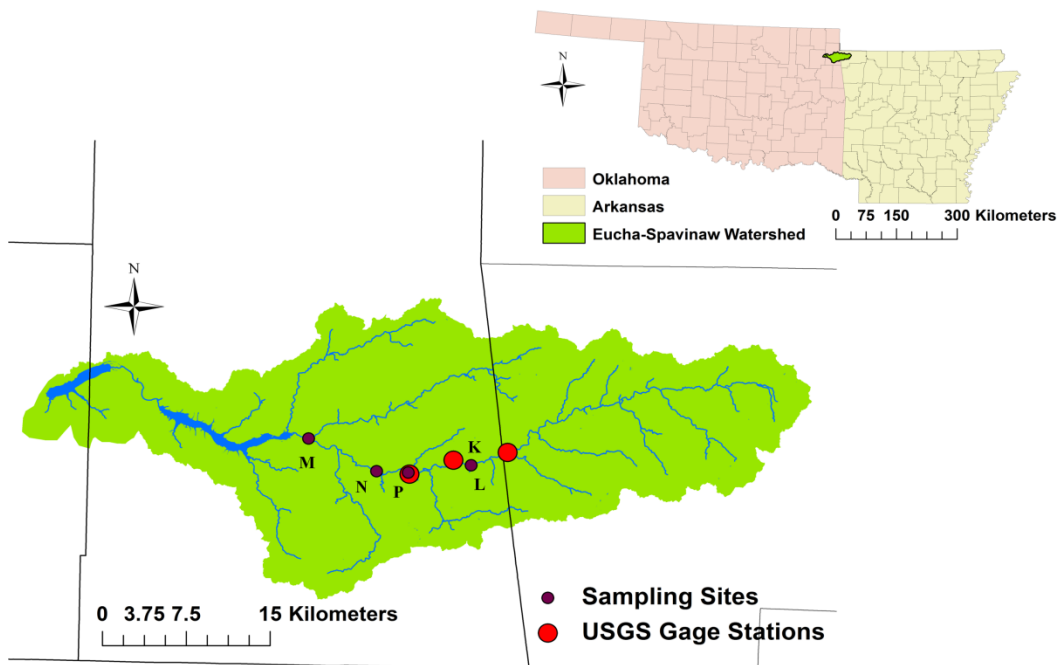 N
Oklahoma
Arkansas
Eucha-Spavinaw Watershed
0 75 150 300 Kilometers
N
M
N
P
K
L
0 3.75 7.5 15 Kilometers
Sampling Sites
USGS Gage Stations